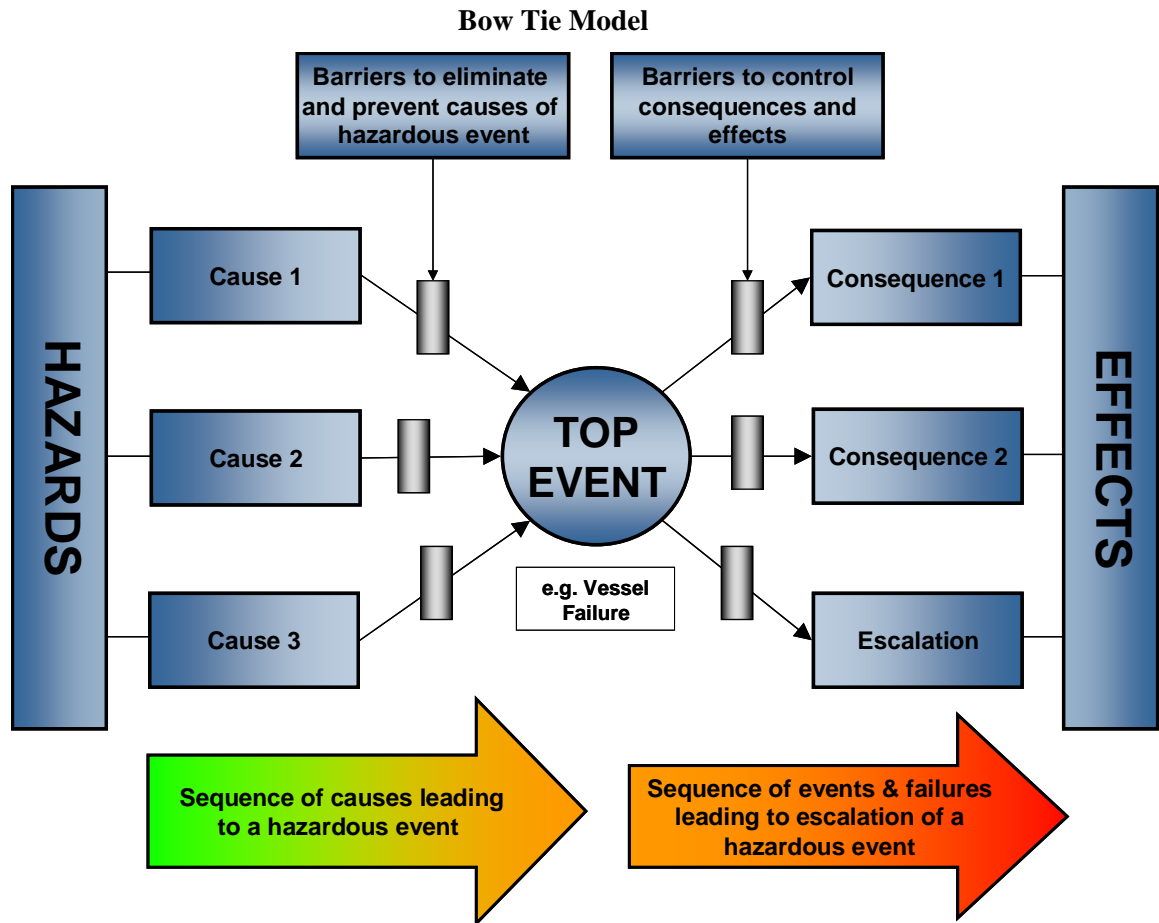 Bow Tie Model
Barriers to eliminate
and prevent causes of
hazardous event
Barriers to control
consequences and
effects
HAZARDS
Cause 1
Cause 2
Cause 3
TOP
EVENT
e.g. Vessel
Failure
Consequence 1
Consequence 2
Escalation
EFFECTS
Sequence of causes leading
to a hazardous event
Sequence of events & failures
leading to escalation of a
hazardous event